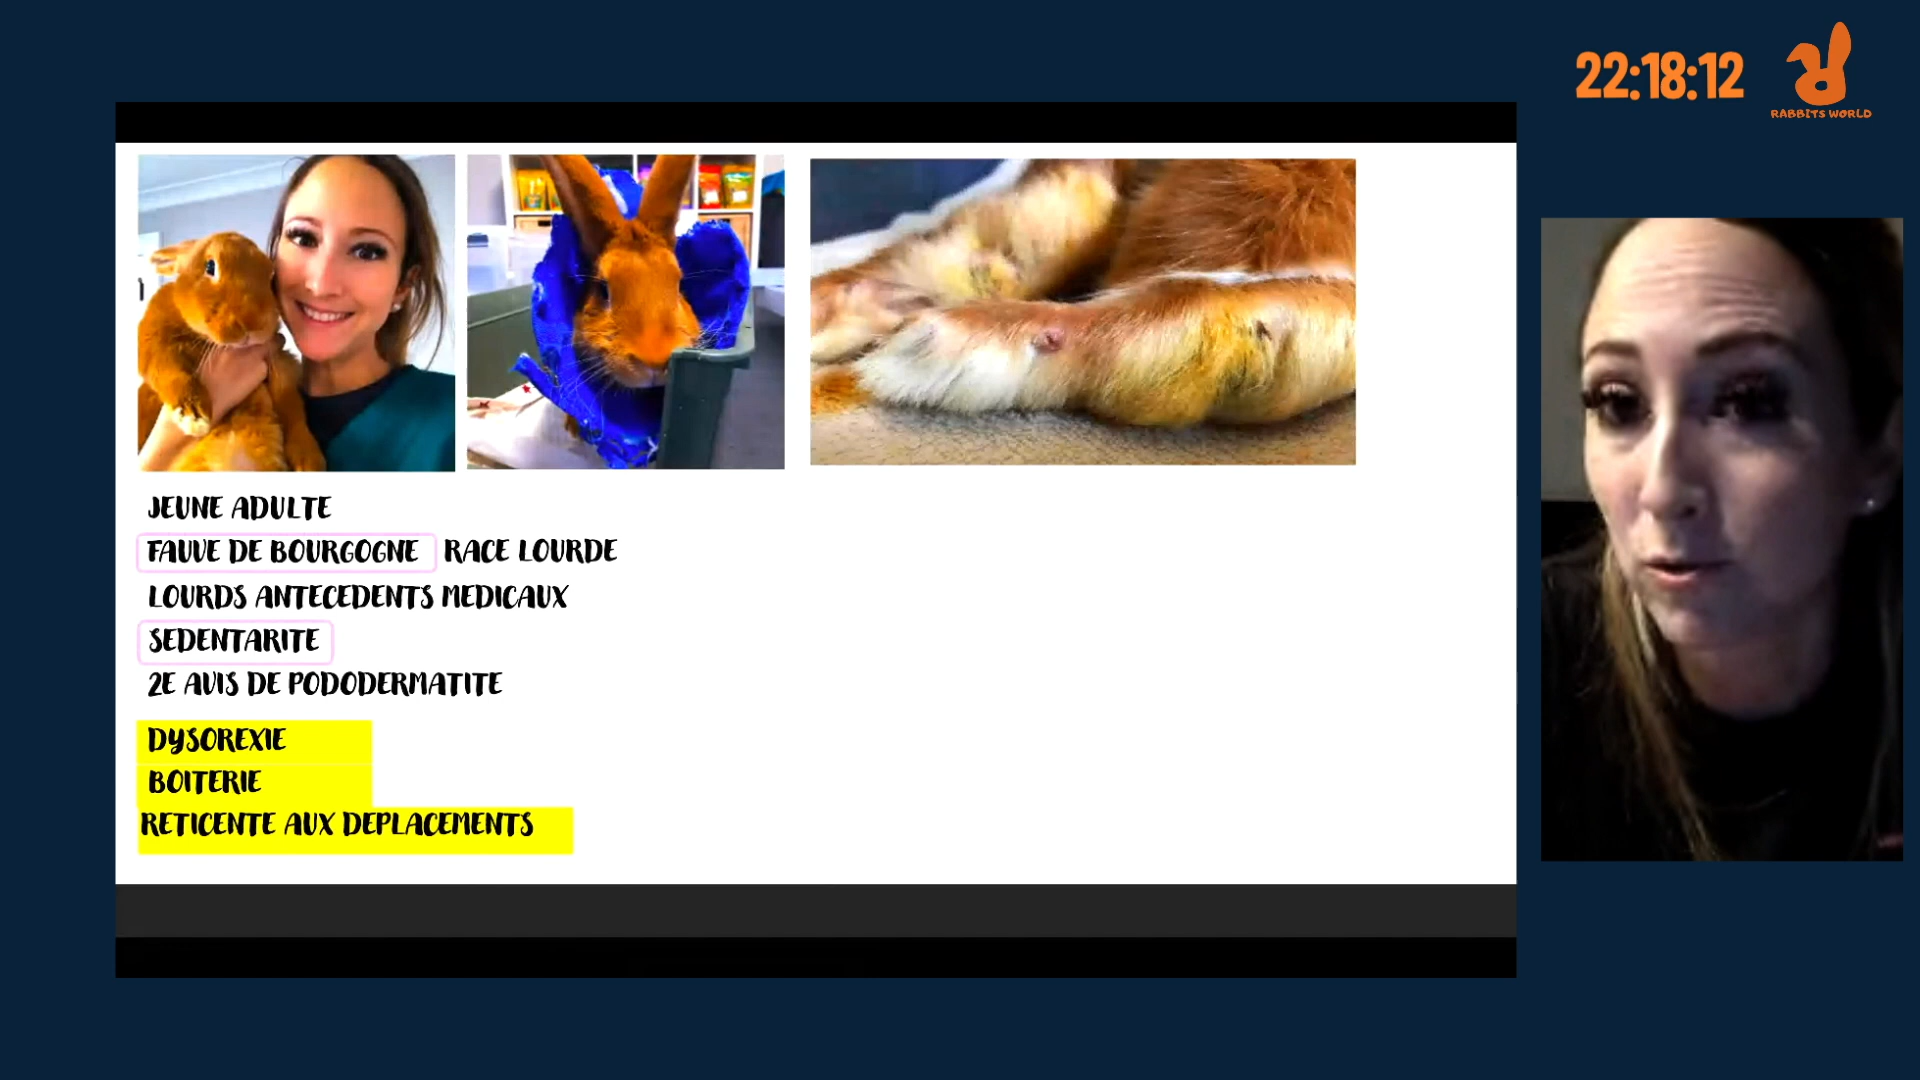 22:18:12
RABBITS WORLD
JEUNE ADULTE
FAUVE DE BOURGOGNE RACE LOURDE
LOURDS ANTECEDENTS MEDICAUX
SEDENTARITE
2E AVIS DE PODODERMATITE
DYSOREXIE
BOITERIE
RETICENTE AUX DEPLACEMENTS